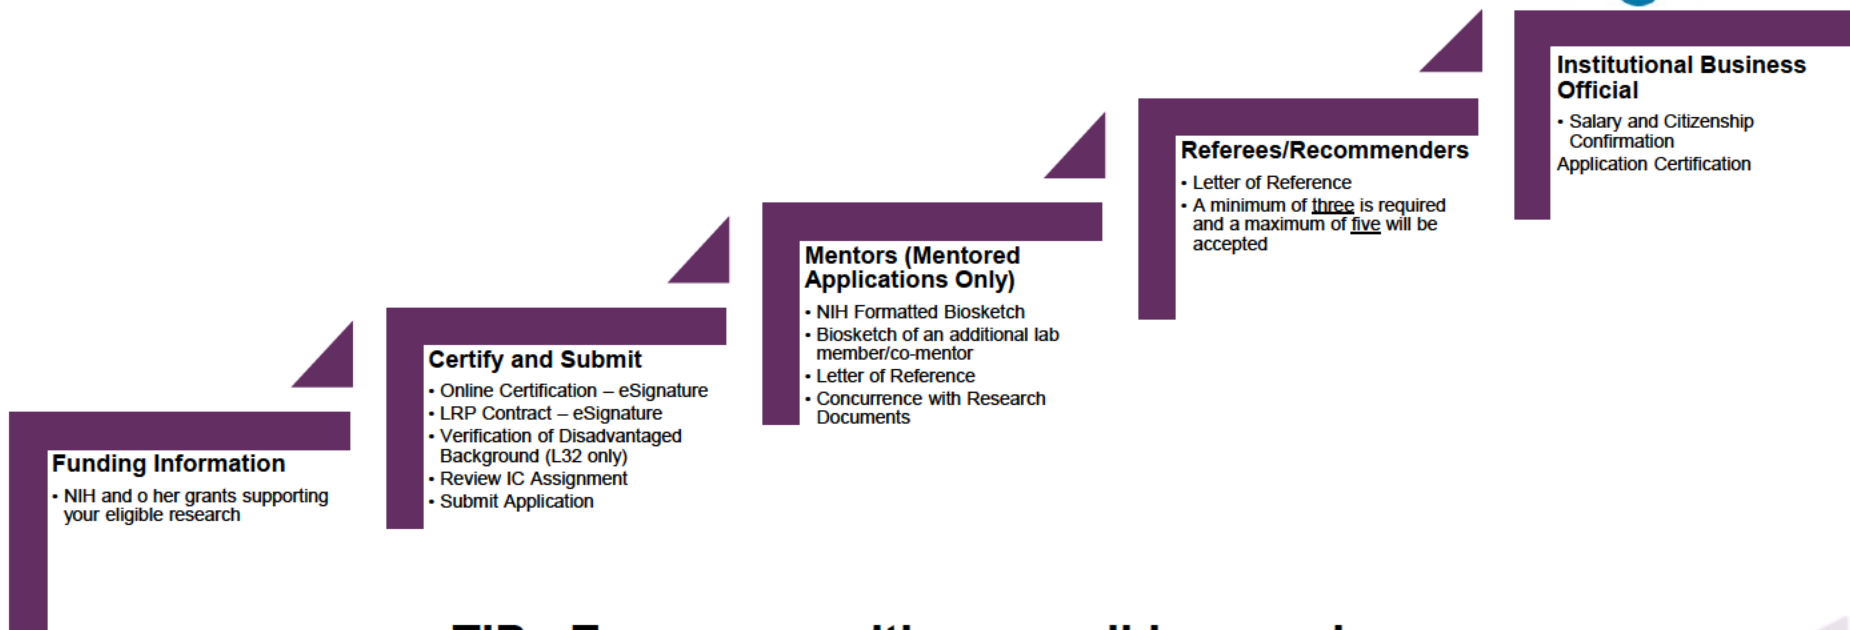 Institutional Business
Official
• Salary and Citizenship
Confirmation
Application Certification
Referees/Recommenders
• Letter of Reference
• A minimum of three is required
and a maximum of five will be
accepted
Mentors (Mentored
Applications Only)
• NIH Formatted Biosketch
• Biosketch of an additional lab
member/co-mentor
• Letter of Reference
• Concurrence with Research
Documents
Certify and Submit
• Online Certification – eSignature
• LRP Contract – eSignature
• Verification of Disadvantaged
Background (L32 only)
• Review IC Assignment
• Submit Application
Funding Information
• NIH and o her grants supporting
your eligible research